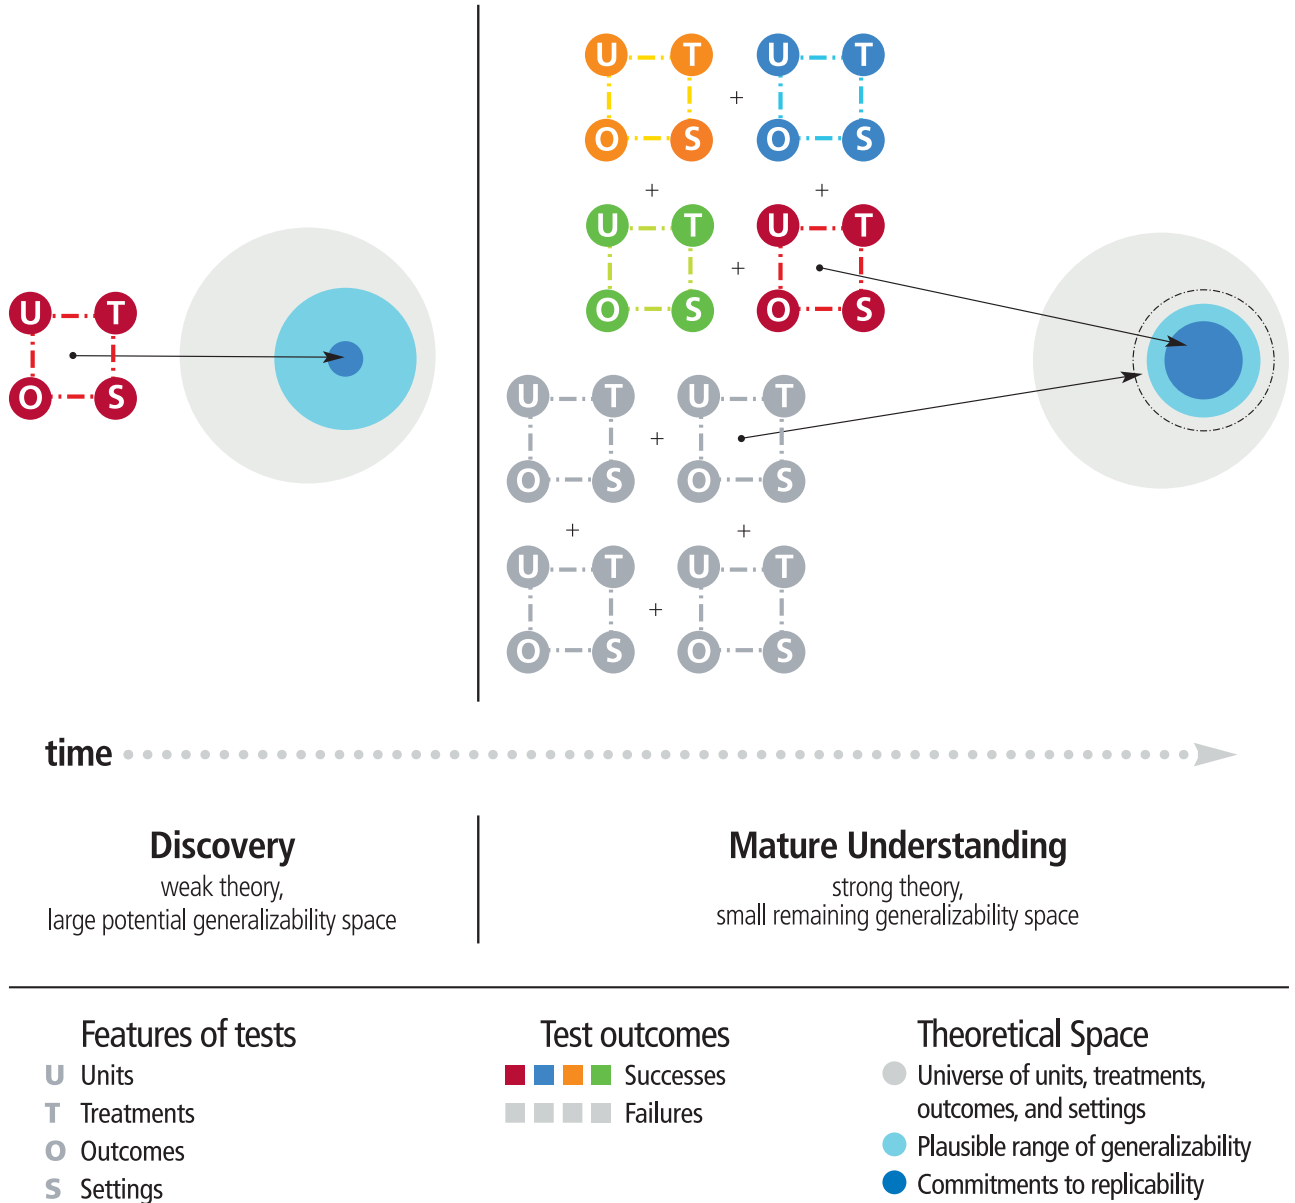 U T U T
O S O S
+
+ +
U T U T
O S O S
+
U T
O S
U T U T
O S O S
+
+ +
U T U T
O S O S
+
time
Discovery
weak theory,
large potential generalizability space
Mature Understanding
strong theory,
small remaining generalizability space
Features of tests
U Units
T Treatments
O Outcomes
S Settings
Test outcomes
Successes
Failures
Theoretical Space
Universe of units, treatments,
outcomes, and settings
Plausible range of generalizability
Commitments to replicability